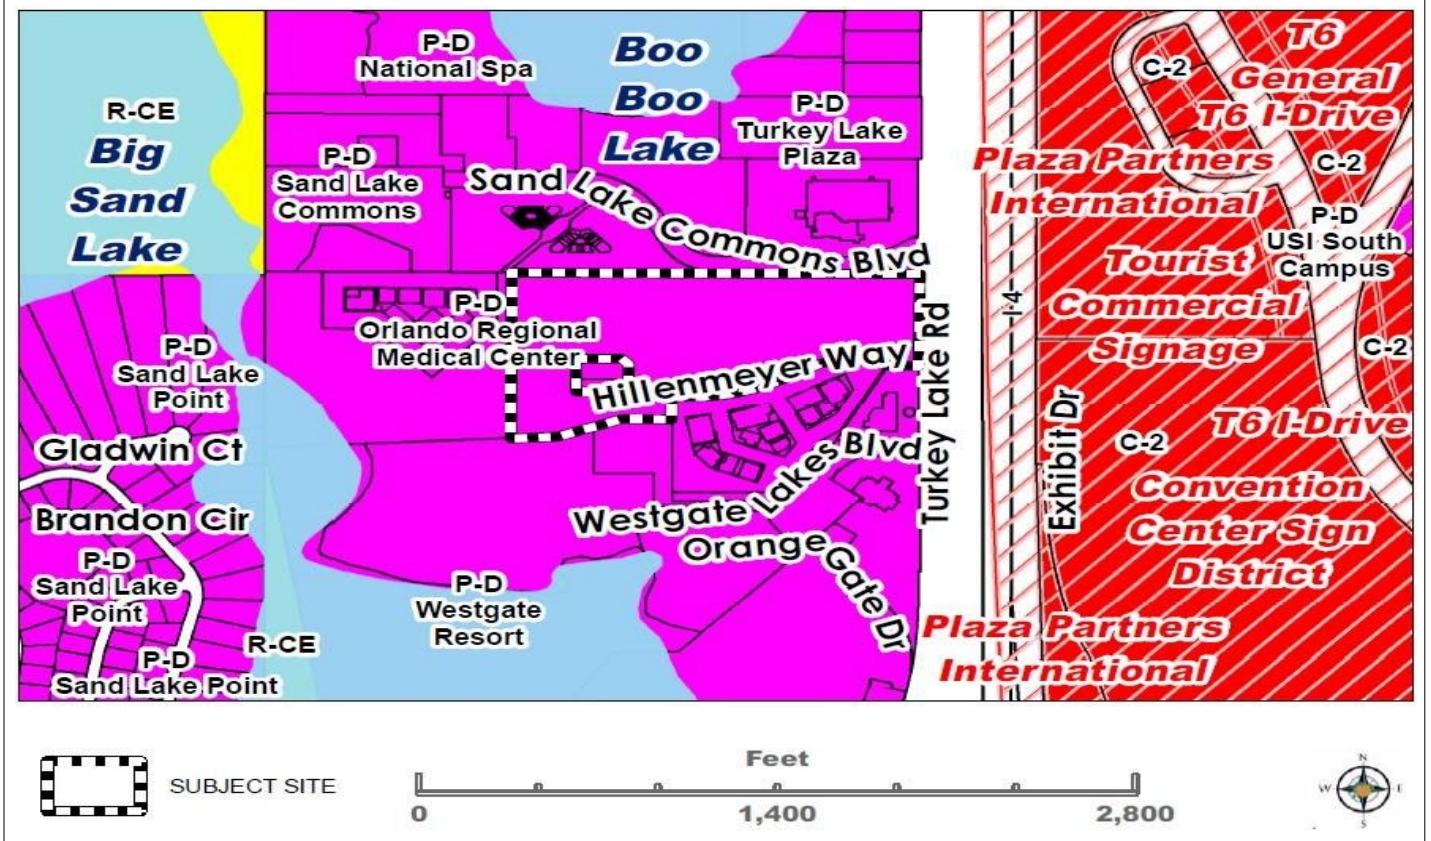 P-D
National Spa
Boo
Boo
Lake
T6
General
T6 I-Drive
C-2
R-CE
Big
Sand
Lake
P-D
Turkey Lake
Plaza
P-D
Sand Lake
Commons
Sand Lake Commons Blvd
Plaza Partners
International
C-2
P-D
USI South
Campus
Tourist
Commercial
Signage
I-4
P-D
Orlando Regional
Medical Center
P-D
Sand Lake
Point
Hillenmeyer Way
Turkey Lake Rd
C-2
Exhibit Dr
T6 I-Drive
C-2
Gladwin Ct
Westgate Lakes Blvd
Convention
Center Sign
District
Brandon Cir
Orange Gate Dr
P-D
Sand Lake
Point
P-D
Westgate
Resort
R-CE
Plaza Partners
International
P-D
Sand Lake Point
SUBJECT SITE
Feet
0 1,400 2,800
N
W E
S